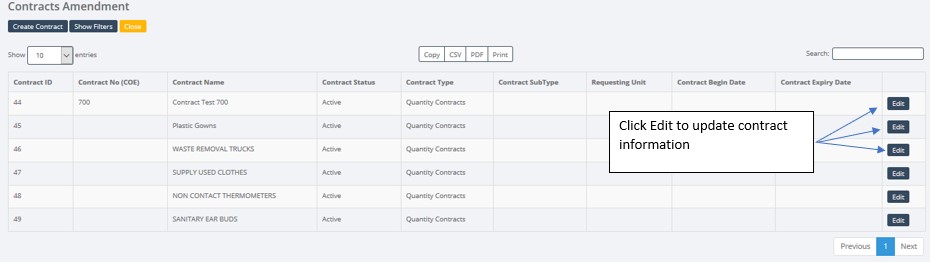 Contracts Amendment
Create Contract Show Filters Close
Show 10 entries Copy CSV PDF Print Search:
Contract ID Contract No (COE) Contract Name Contract Status Contract Type Contract SubType Requesting Unit Contract Begin Date Contract Expiry Date
44 700 Contract Test 700 Active Quantity Contracts Edit
45 Plastic Gowns Active Quantity Contracts Edit
46 WASTE REMOVAL TRUCKS Active Quantity Contracts Edit
47 SUPPLY USED CLOTHES Active Quantity Contracts Edit
48 NON CONTACT THERMOMETERS Active Quantity Contracts Edit
49 SANITARY EAR BUDS Active Quantity Contracts Edit
Click Edit to update contract
information
Previous 1 Next